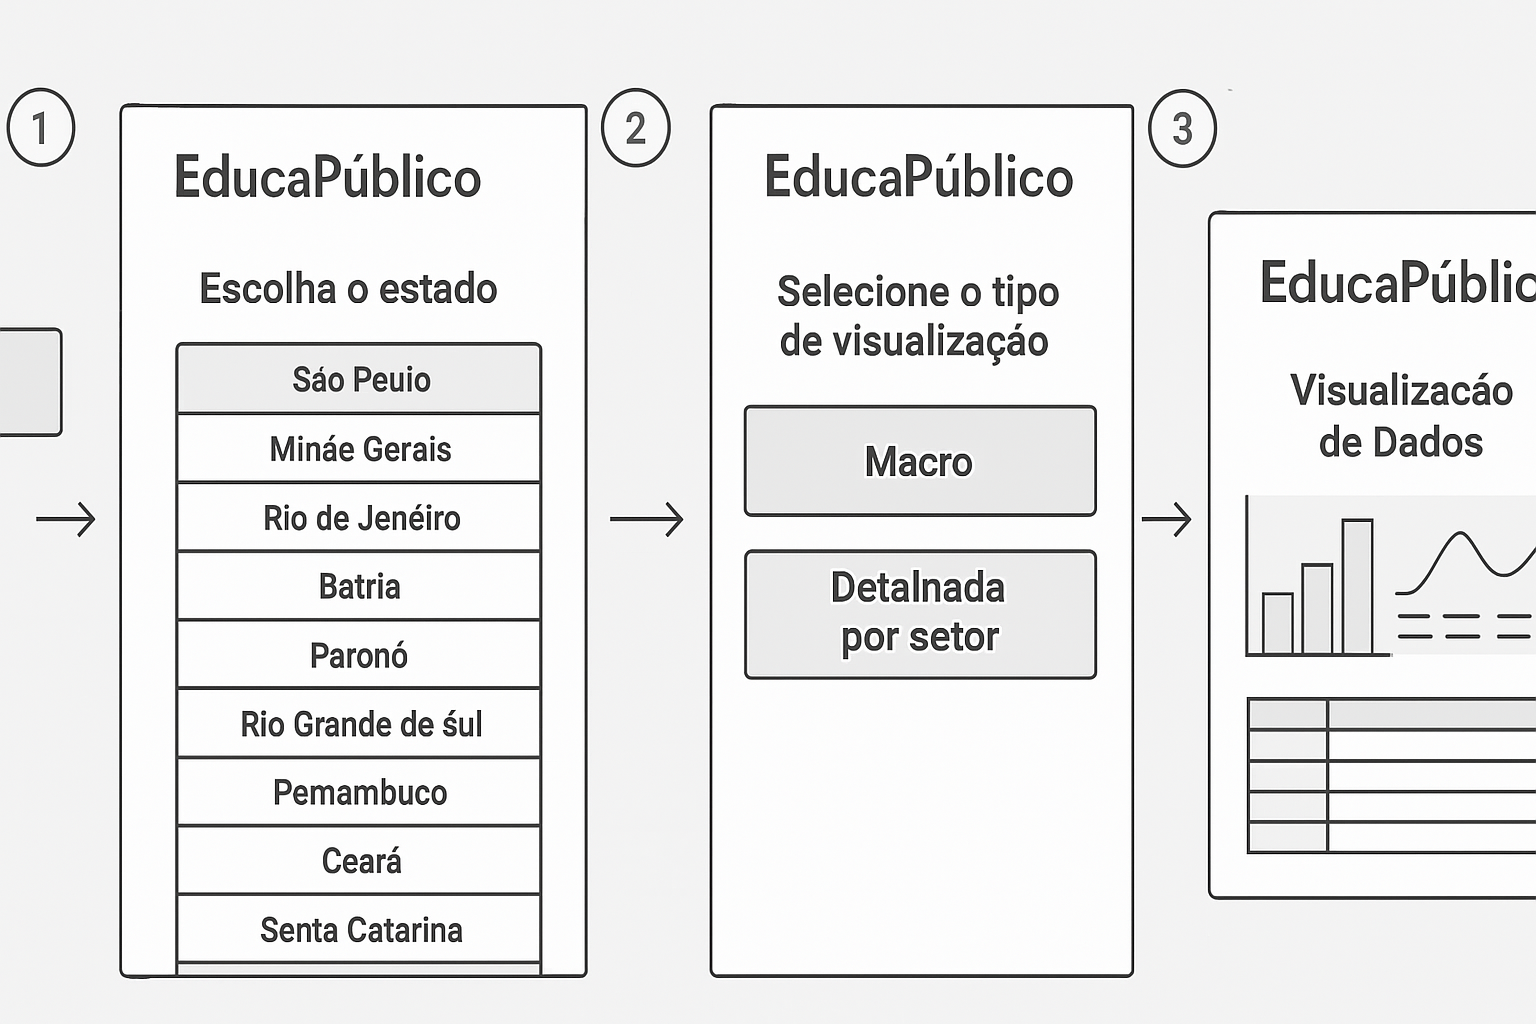 1
EducaPúblico
Escolha o estado
Sáo Peuio
Mináe Gerais
Rio de Jenéiro
Batria
Paronó
Rio Grande de śul
Pemambuco
Ceará
Senta Catarina
2
EducaPúblico
Selecione o tipo
de visualizaçáo
Macro
Detalnada
por setor
3
EducaPúblic
Visualizacáo
de Dados